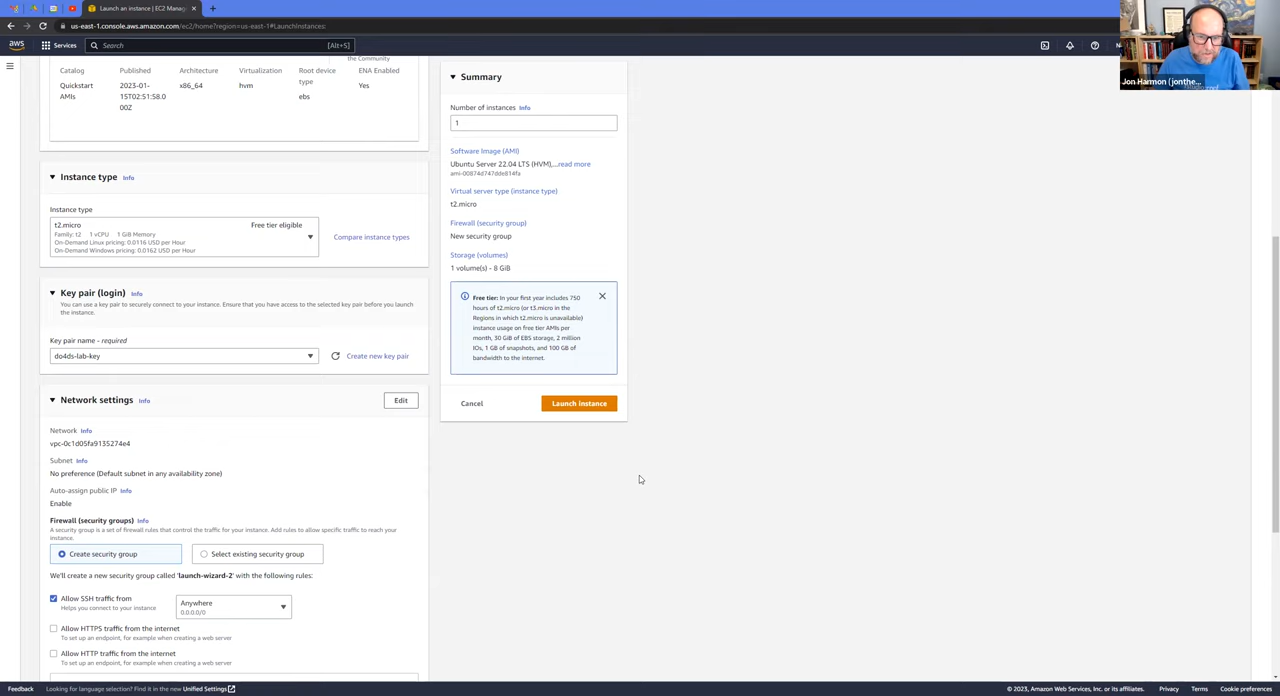 Launch an instance | EC2 Manag
us-east-1.console.aws.amazon.com/ec2/home?region=us-east-1#LaunchInstances:
aws
Services
Search
[Alt+S]
Jon Harmon (jonthe...
the Community
Catalog
Published
Architecture
Virtualization
Root device type
ENA Enabled
Quickstart AMIs
2023-01-15T02:51:58.000Z
x86_64
hvm
ebs
Yes
Instance type
Info
Instance type
t2.micro
Free tier eligible
Family: t2 1 vCPU 1 GiB Memory
On-Demand Linux pricing: 0.0116 USD per Hour
On-Demand Windows pricing: 0.0162 USD per Hour
Compare instance types
Key pair (login)
Info
You can use a key pair to securely connect to your instance. Ensure that you have access to the selected key pair before you launch
the instance.
Key pair name - required
do4ds-lab-key
Create new key pair
Network settings
Info
Edit
Network
Info
vpc-0c1d05fa9135274e4
Subnet
Info
No preference (Default subnet in any availability zone)
Auto-assign public IP
Info
Enable
Firewall (security groups)
Info
A security group is a set of firewall rules that control the traffic for your instance. Add rules to allow specific traffic to reach your
instance.
Create security group
Select existing security group
We'll create a new security group called 'launch-wizard-2' with the following rules:
Allow SSH traffic from
Helps you connect to your instance
Anywhere
0.0.0.0/0
Allow HTTPS traffic from the internet
To set up an endpoint, for example when creating a web server
Allow HTTP traffic from the internet
To set up an endpoint, for example when creating a web server
Summary
Number of instances
Info
1
Software Image (AMI)
Ubuntu Server 22.04 LTS (HVM),...read more
ami-00874d747dde814fa
Virtual server type (instance type)
t2.micro
Firewall (security group)
New security group
Storage (volumes)
1 volume(s) - 8 GiB
Free tier: In your first year includes 750
hours of t2.micro (or t3.micro in the
Regions in which t2.micro is unavailable)
instance usage on free tier AMIs per
month, 30 GiB of EBS storage, 2 million
IOs, 1 GB of snapshots, and 100 GB of
bandwidth to the internet.
Cancel
Launch instance
Feedback
Looking for language selection? Find it in the new Unified Settings
© 2023, Amazon Web Services, Inc. or its affiliates.
Privacy
Terms
Cookie preferences